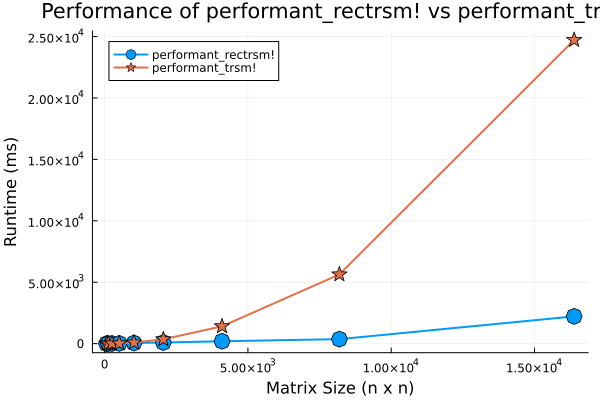 Performance of performant_rectrsm! vs performant_tr
2.50×10⁴
performant_rectrsm!
performant_trsm!
2.00×10⁴
1.50×10⁴
1.00×10⁴
5.00×10³
0
Runtime (ms)
0 5.00×10³ 1.00×10⁴ 1.50×10⁴
Matrix Size (n x n)